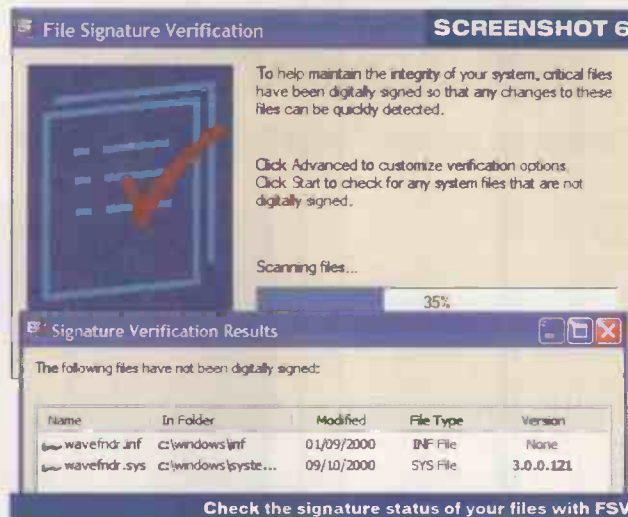 File Signature Verification
SCREENSHOT 6
To help maintain the integrity of your system, critical files
have been digitally signed so that any changes to these
files can be quickly detected.
Click Advanced to customize verification options.
Click Start to check for any system files that are not
digitally signed.
Scanning files...
35%
Signature Verification Results
The following files have not been digitally signed:
Name In Folder Modified File Type Version
wavefndr.inf c:\windows\inf 01/09/2000 INF File None
wavefndr.sys c:\windows\syste... 09/10/2000 SYS File 3.0.0.121
Check the signature status of your files with FSV